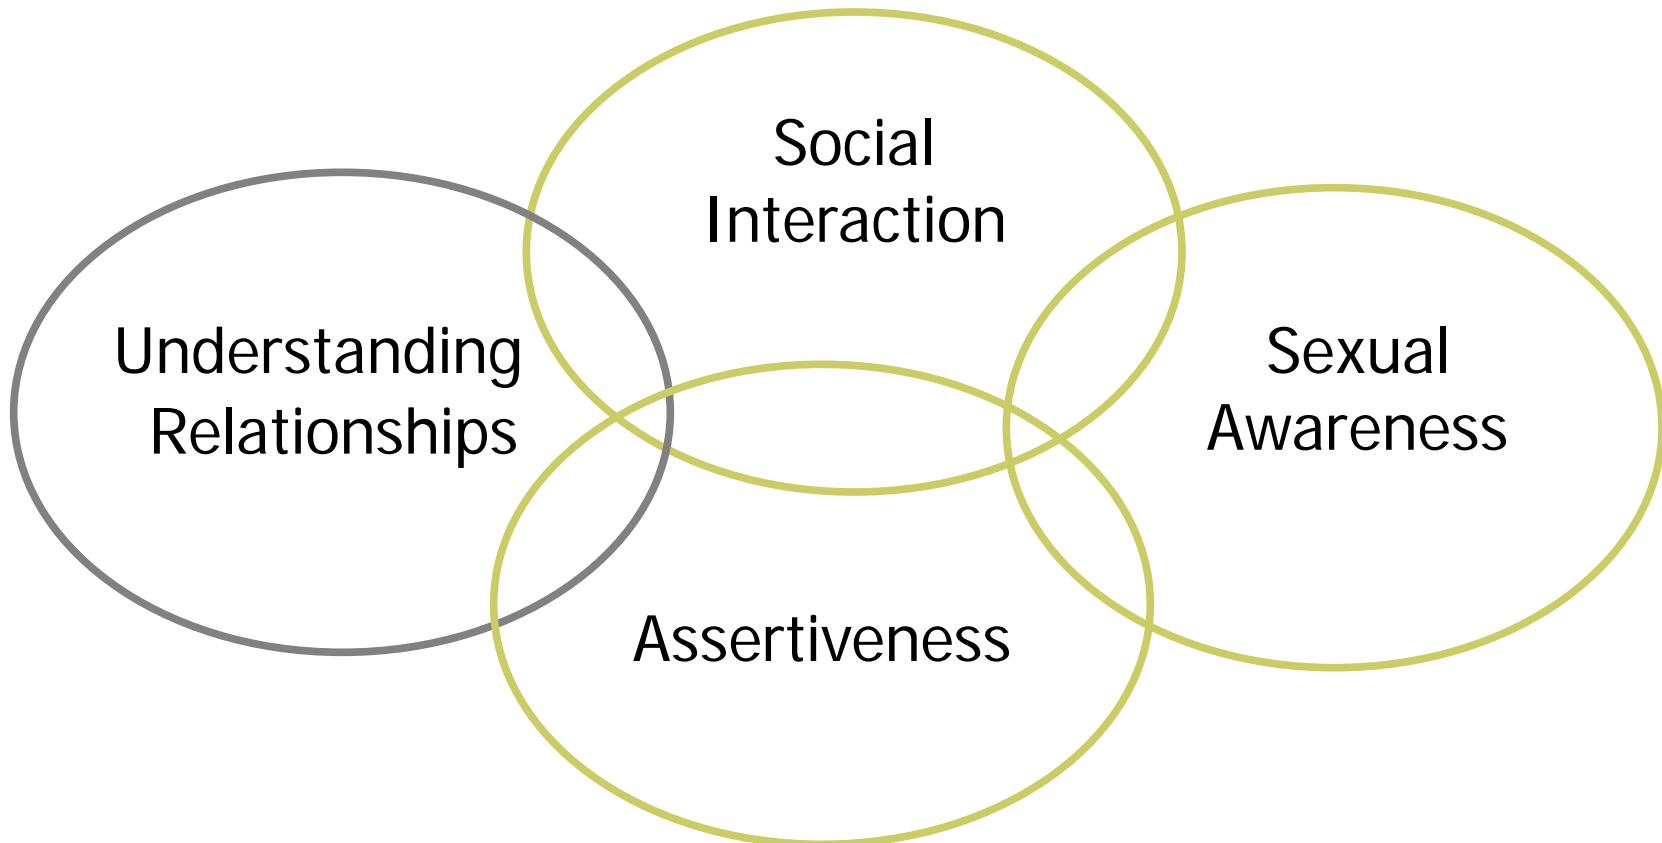 Social
Interaction
Understanding
Relationships
Sexual
Awareness
Assertiveness